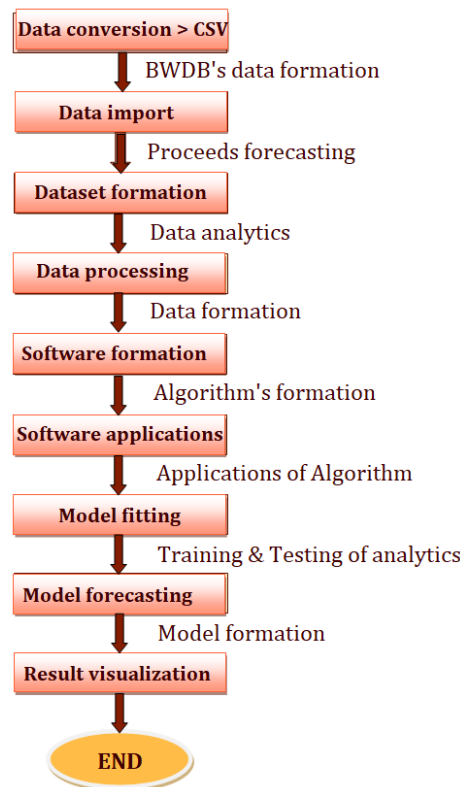 Data conversion > CSV
BWDB's data formation
Data import
Proceeds forecasting
Dataset formation
Data analytics
Data processing
Data formation
Software formation
Algorithm's formation
Software applications
Applications of Algorithm
Model fitting
Training & Testing of analytics
Model forecasting
Model formation
Result visualization
END